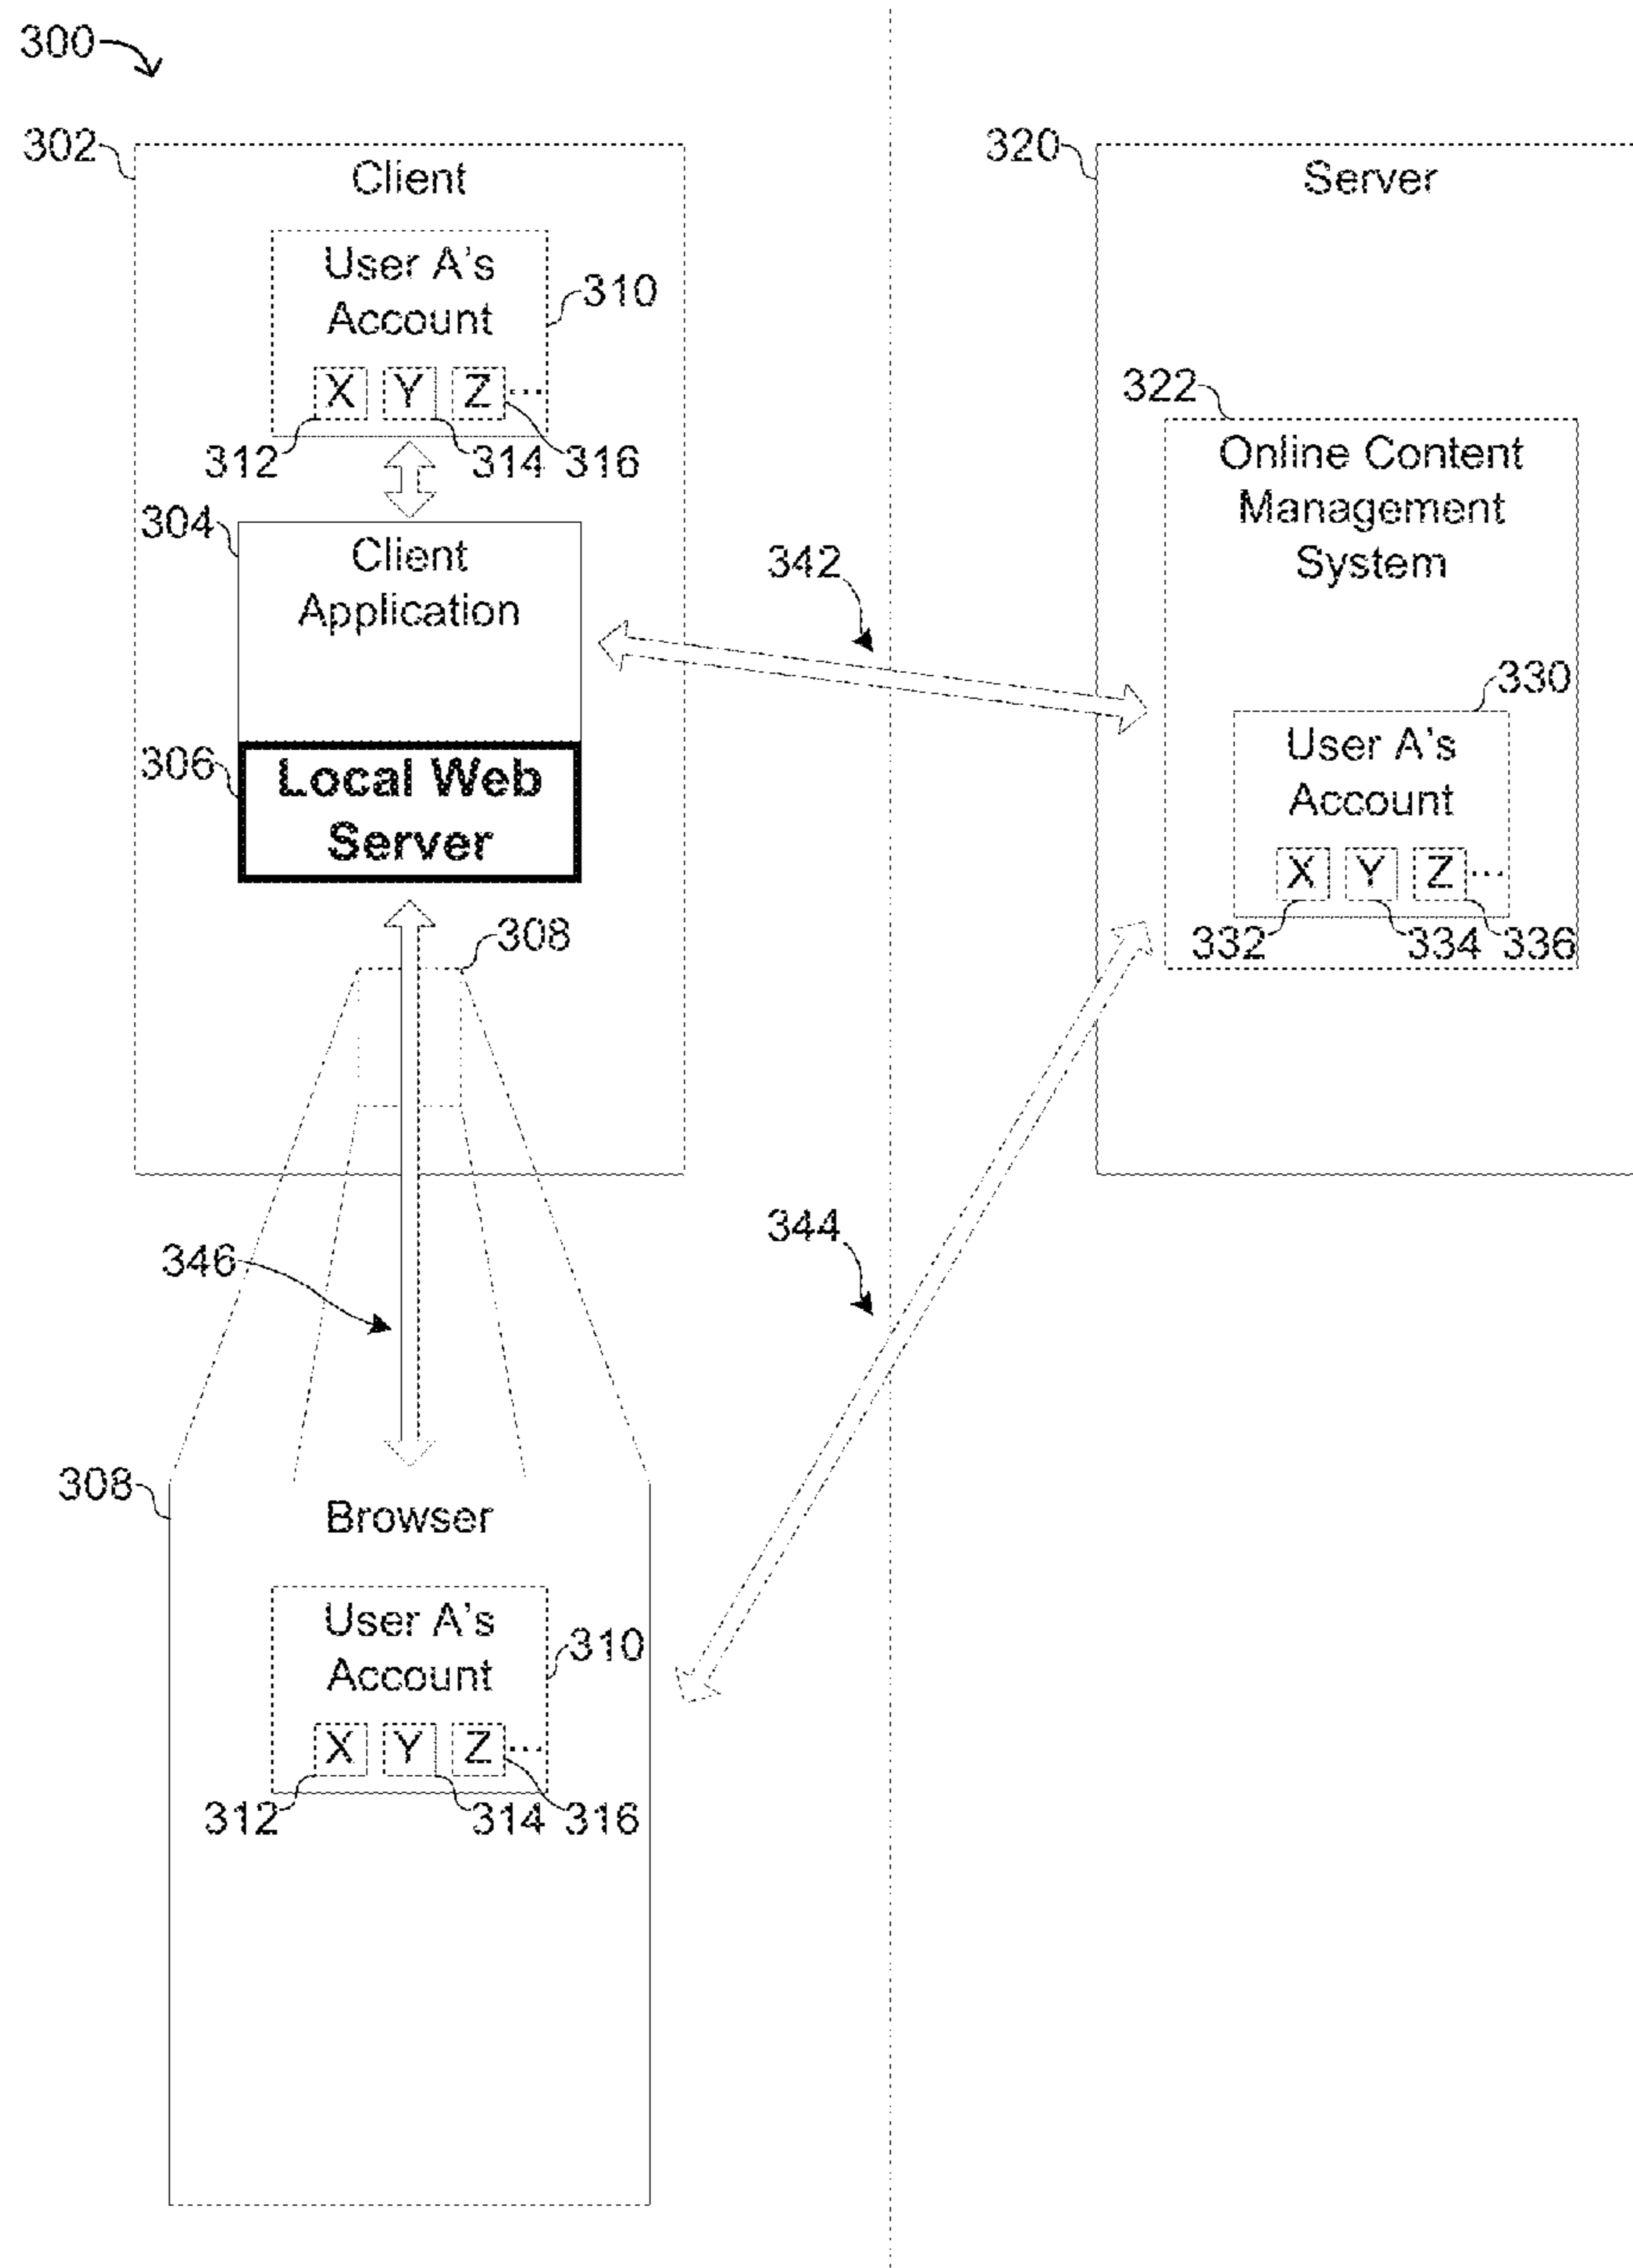 300
302
Client
User A's
Account
310
X Y Z ...
312 314 316
304
Client
Application
306
Local Web
Server
308
346
308
Browser
User A's
Account
310
X Y Z ...
312 314 316
342
344
320
Server
322
Online Content
Management
System
330
User A's
Account
X Y Z ...
332 334 336